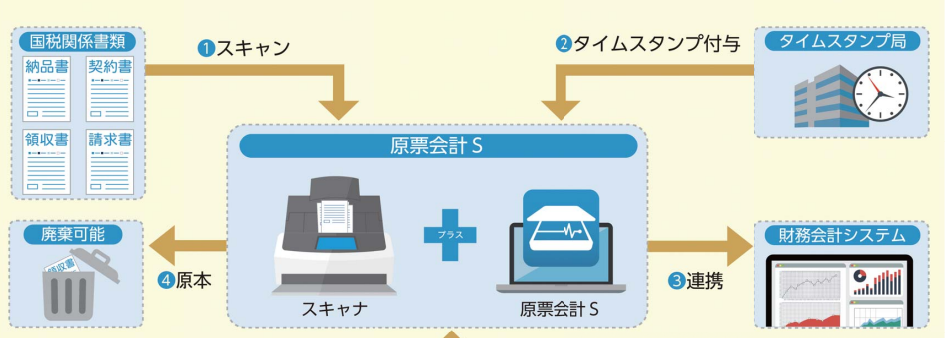 国税関係書類
納品書
契約書
領収書
請求書
❶スキャン
❷タイムスタンプ付与
タイムスタンプ局
原票会計 S
プラス
スキャナ
原票会計 S
❸連携
財務会計システム
❹原本
廃棄可能
領収書